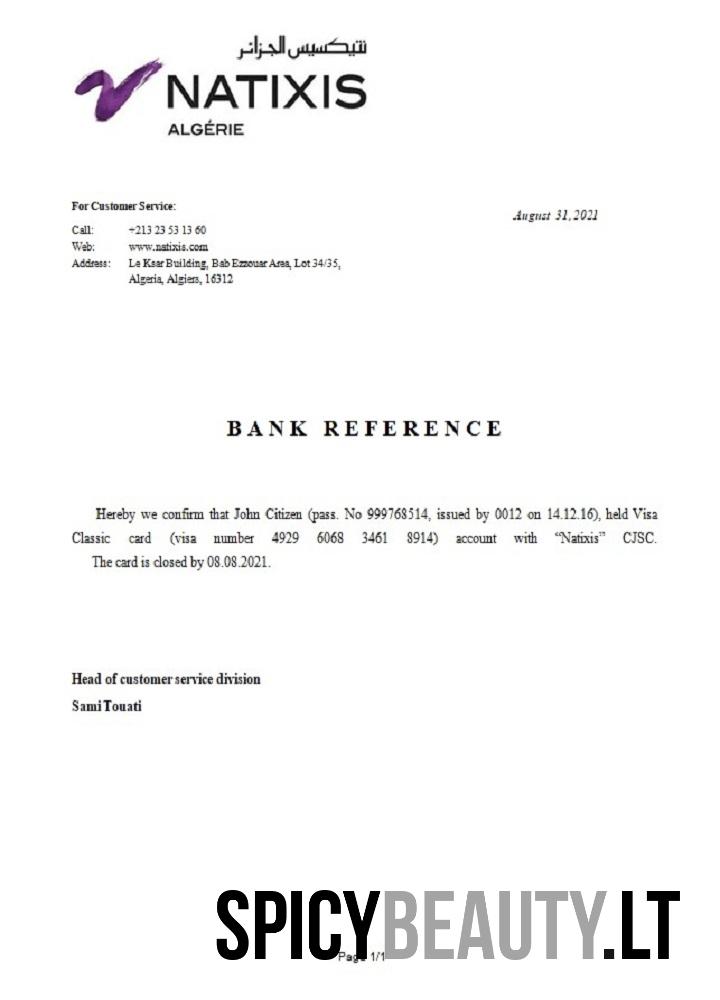 نتيكسيس الجزائر
NATIXIS
ALGÉRIE
For Customer Service:
August 31, 2021
Call: +213 23 53 13 60
Web: www.natixis.com
Address: Le Ksar Building, Bab Ezzouar Area, Lot 34/35,
Algeria, Algiers, 16312
BANK REFERENCE
Hereby we confirm that John Citizen (pass. No 999768514, issued by 0012 on 14.12.16), held Visa
Classic card (visa number 4929 6068 3461 8914) account with “Natixis” CJSC.
The card is closed by 08.08.2021.
Head of customer service division
Sami Touati
SPICYBEAUTY.LT
Page 1/1